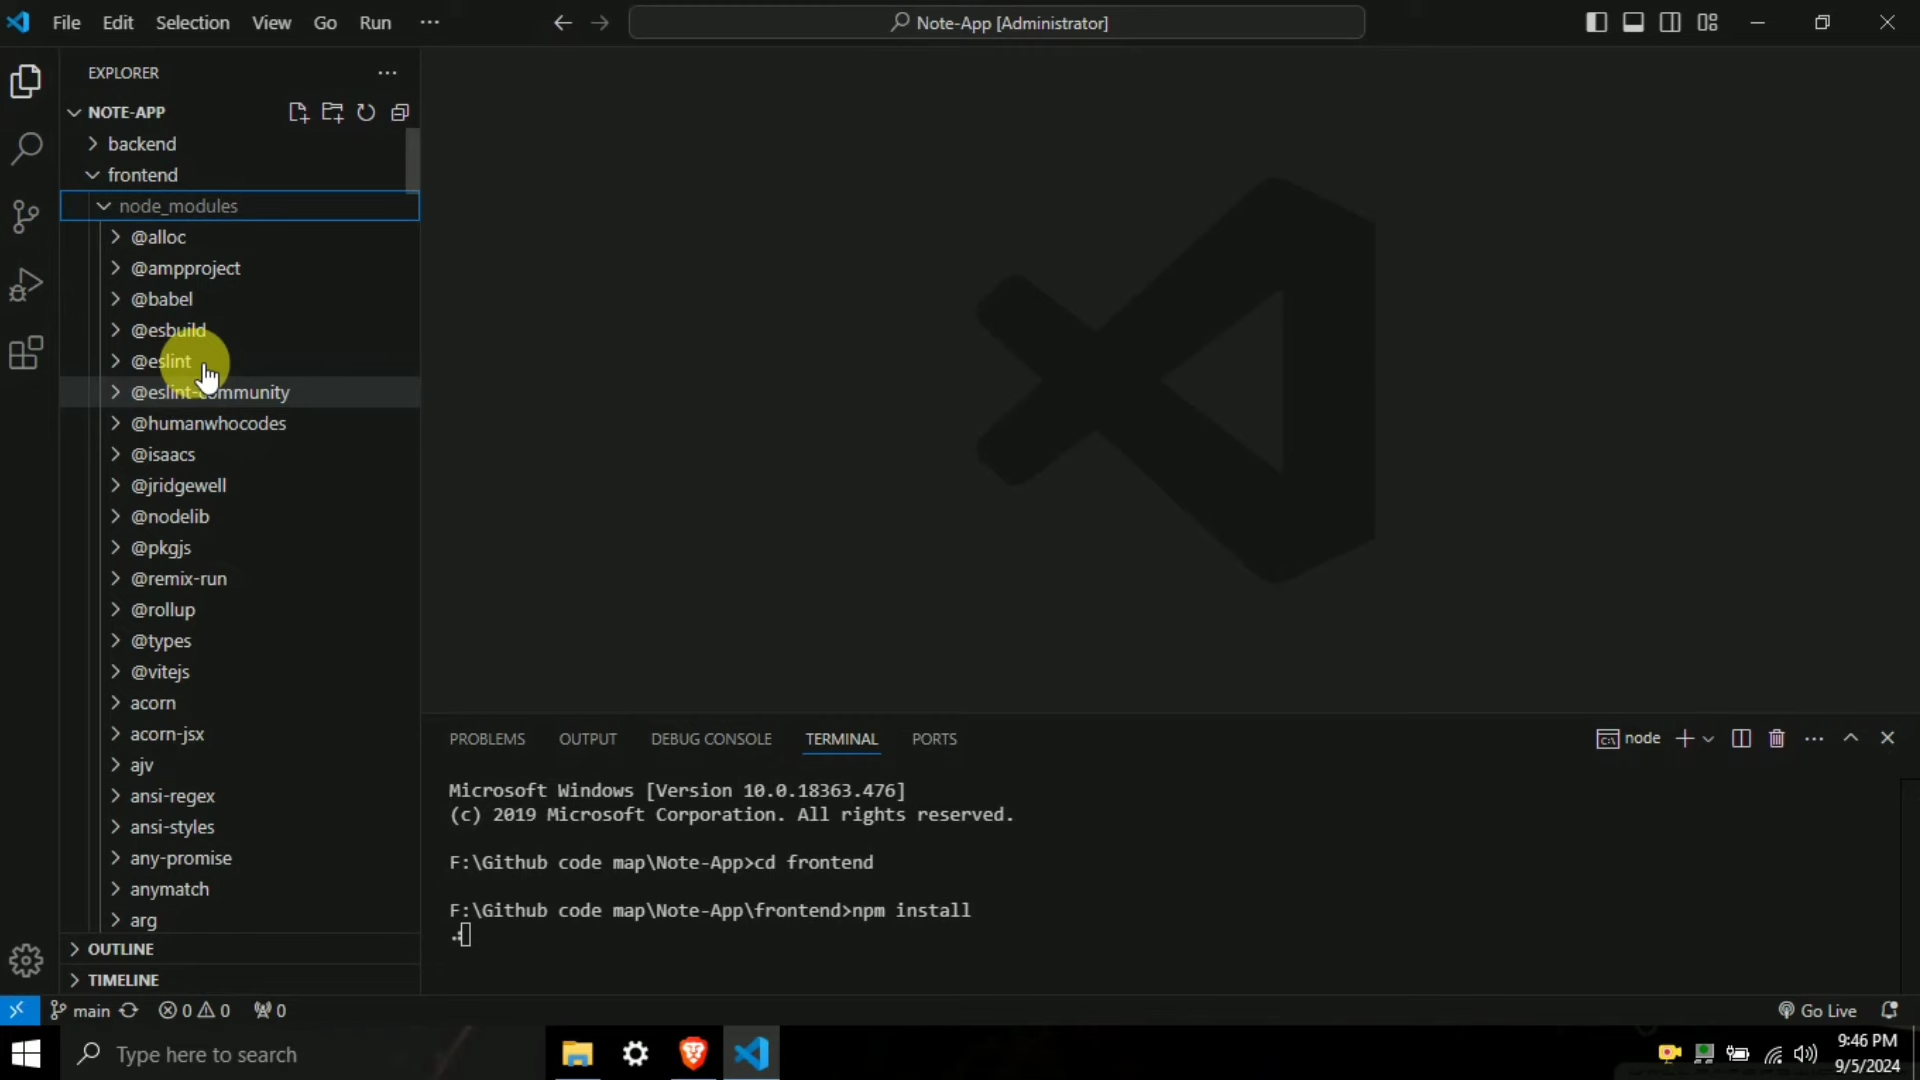 File Edit Selection View Go Run ···
Note-App [Administrator]
EXPLORER
NOTE-APP
backend
frontend
node_modules
@alloc
@ampproject
@babel
@esbuild
@eslint
@eslint-community
@humanwhocodes
@isaacs
@jridgewell
@nodelib
@pkgjs
@remix-run
@rollup
@types
@vitejs
acorn
acorn-jsx
ajv
ansi-regex
ansi-styles
any-promise
anymatch
arg
OUTLINE
TIMELINE
PROBLEMS OUTPUT DEBUG CONSOLE TERMINAL PORTS
node
Microsoft Windows [Version 10.0.18363.476]
(c) 2019 Microsoft Corporation. All rights reserved.
F:\Github code map\Note-App>cd frontend
F:\Github code map\Note-App\frontend>npm install
main 0 0 0
Go Live
Type here to search
9:46 PM
9/5/2024